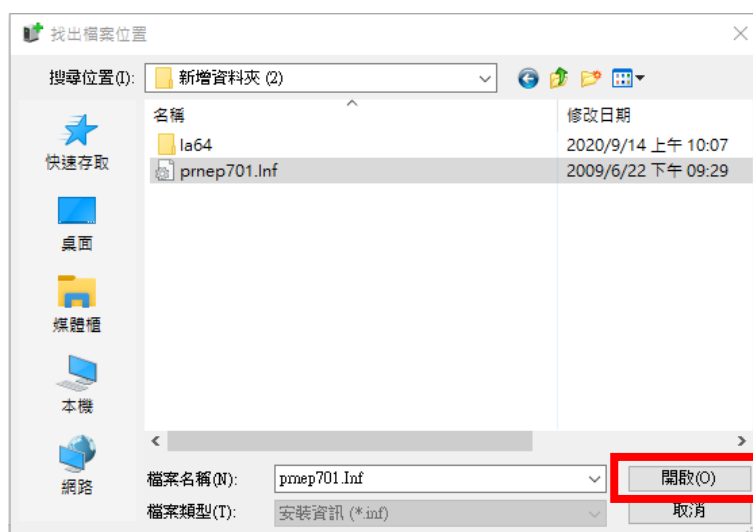 找出檔案位置
搜尋位置(I): 新增資料夾 (2)
名稱 修改日期
la64 2020/9/14 上午 10:07
prnep701.Inf 2009/6/22 下午 09:29
快速存取
桌面
媒體櫃
本機
網路
檔案名稱(N): prnep701.Inf 開啟(O)
檔案類型(T): 安裝資訊 (*.inf) 取消